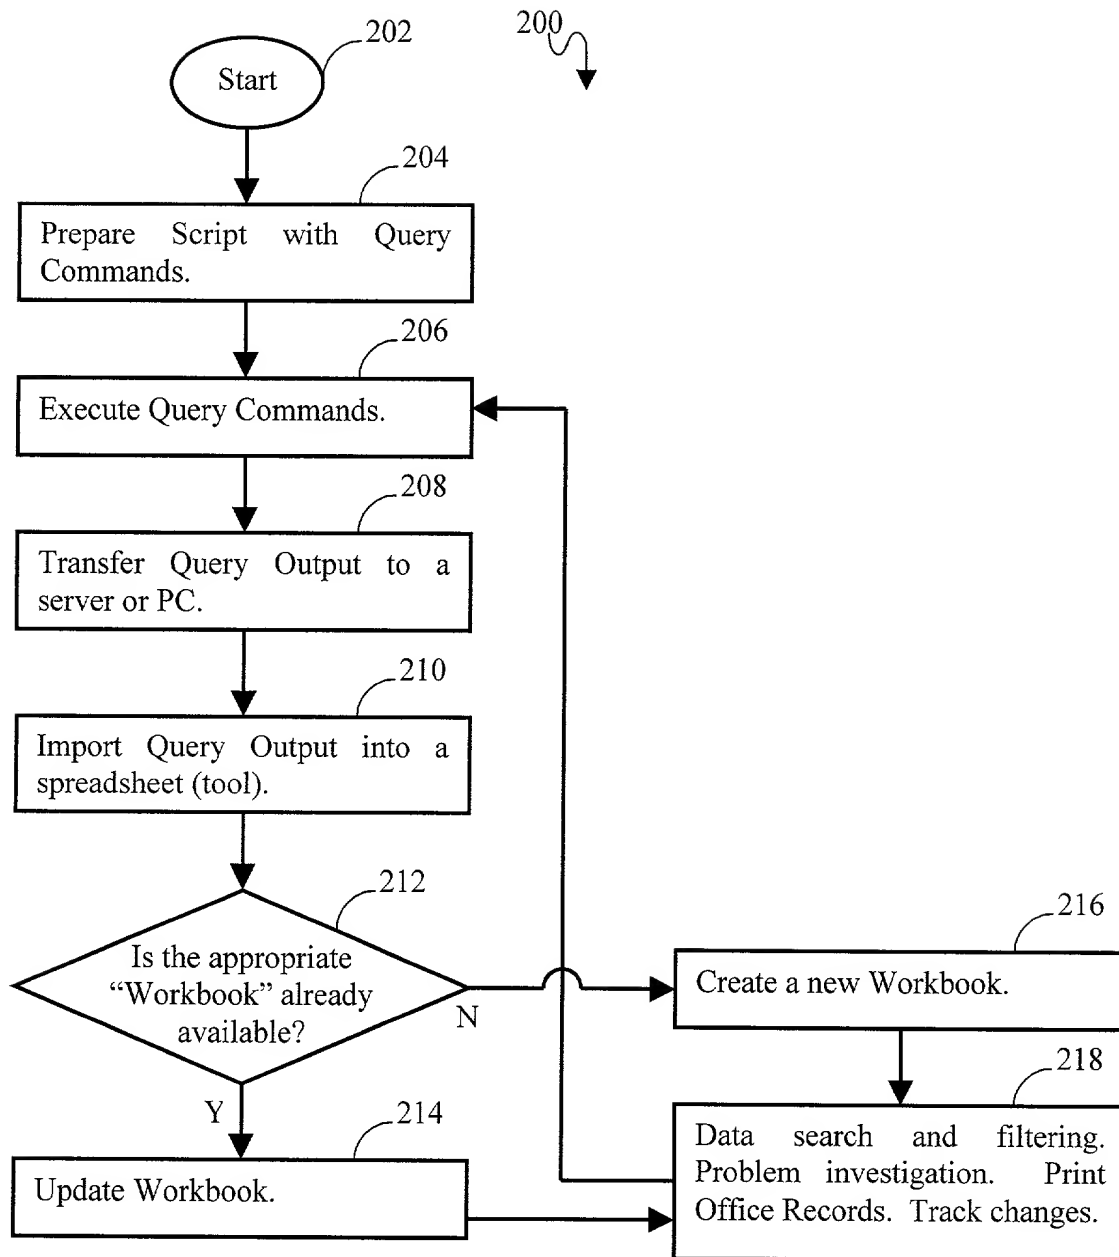 200
202
Start
204
Prepare Script with Query
Commands.
206
Execute Query Commands.
208
Transfer Query Output to a
server or PC.
210
Import Query Output into a
spreadsheet (tool).
212
Is the appropriate
“Workbook” already
available?
N
Y
214
Update Workbook.
216
Create a new Workbook.
218
Data search and filtering.
Problem investigation. Print
Office Records. Track changes.